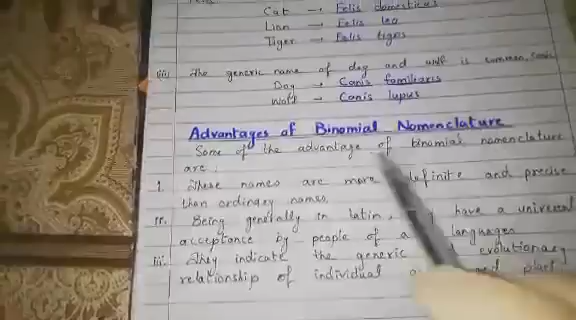 Cat → Felis domesticus
Lian → Felis leo
Tiger → Felis tigris
iii) The generic name of dog and wolf is common, Canis
Dog → Canis familiaris
Wolf → Canis lupus
Advantages of Binomial Nomenclature
Some of the advantage of binomial nomenclature
are:
i. These names are more definite and precise
than ordinary names.
ii. Being generally in latin, have a universal
acceptance by people of languages
iii. They indicate the generic evolutionary
relationship of individual plant